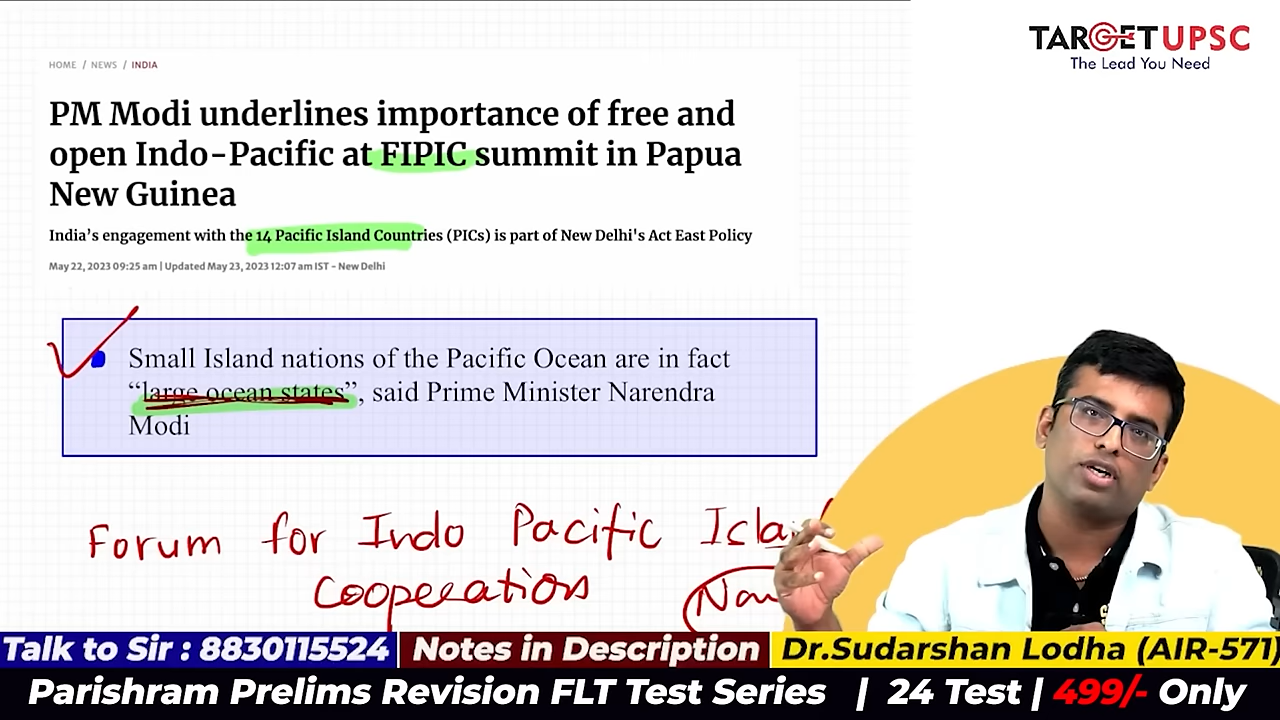 TARGET UPSC
The Lead You Need
HOME / NEWS / INDIA
PM Modi underlines importance of free and
open Indo-Pacific at FIPIC summit in Papua
New Guinea
India's engagement with the 14 Pacific Island Countries (PICs) is part of New Delhi's Act East Policy
May 22, 2023 09:25 am | Updated May 23, 2023 12:07 am IST - New Delhi
Small Island nations of the Pacific Ocean are in fact
“large ocean states”, said Prime Minister Narendra
Modi
Forum for Indo Pacific
Cooperations
Talk to Sir : 8830115524 Notes in Description Dr.Sudarshan Lodha (AIR-571)
Parishram Prelims Revision FLT Test Series | 24 Test | 499/- Only